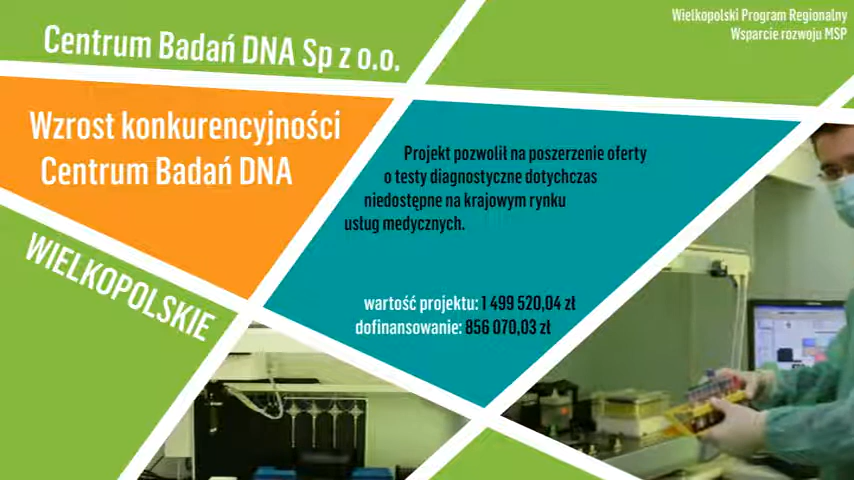 Centrum Badań DNA Sp z o.o.
Wielkopolski Program Regionalny
Wsparcie rozwoju MSP
Wzrost konkurencyjności
Centrum Badań DNA
WIELKOPOLSKIE
Projekt pozwolił na poszerzenie oferty
o testy diagnostyczne dotychczas
niedostępne na krajowym rynku
usług medycznych.
wartość projektu: 1 499 520,04 zł
dofinansowanie: 856 070,03 zł